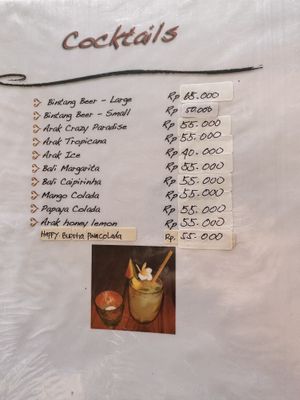 Cocktails
Bintang Beer - Large Rp 65.000
Bintang Beer - Small Rp 50.000
Arak Crazy Paradise Rp 55.000
Arak Tropicana Rp 55.000
Arak Ice Rp 40.000
Bali Margarita Rp 55.000
Bali Caipirinha Rp 55.000
Mango Colada Rp 55.000
Papaya Colada Rp 55.000
Arak honey lemon Rp 55.000
Happy Buddha Pinacolada Rp. 55.000